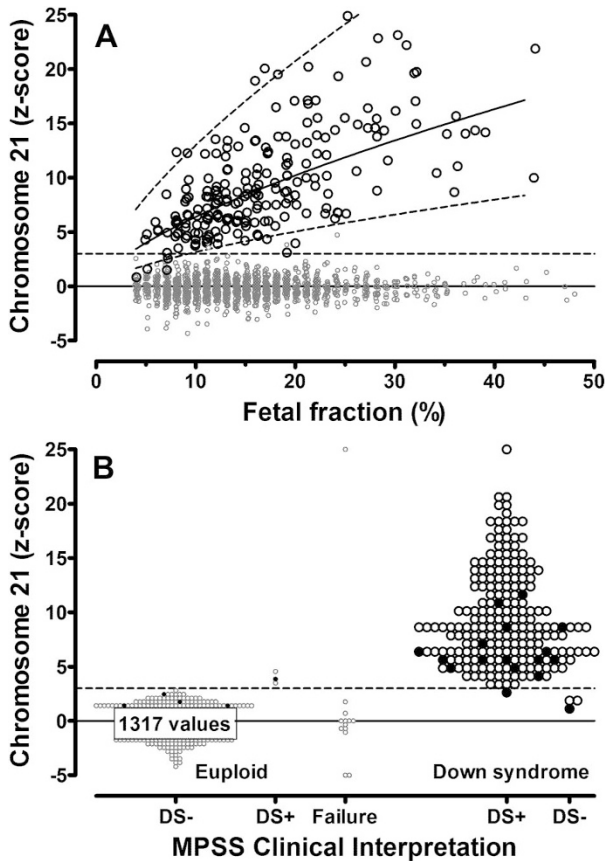 A
Chromosome 21 (z-score)
25
20
15
10
5
0
-5
0 10 20 30 40 50
Fetal fraction (%)
B
Chromosome 21 (z-score)
25
20
15
10
5
0
-5
1317 values
Euploid Down syndrome
DS- DS+ Failure DS+ DS-
MPSS Clinical Interpretation